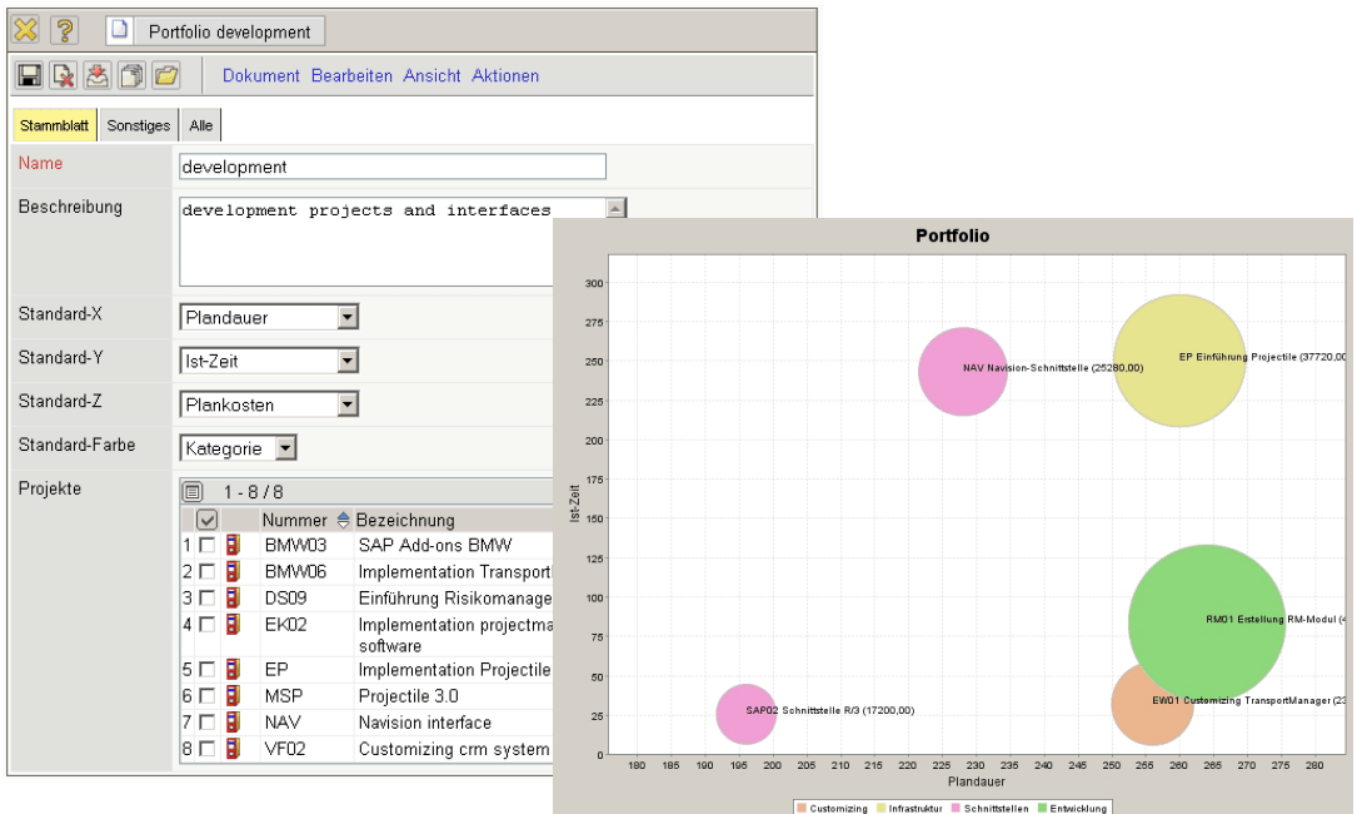 Portfolio development
Dokument Bearbeiten Ansicht Aktionen
Stammblatt Sonstiges Alle
Name
development
Beschreibung
development projects and interfaces
Standard-X
Plandauer
Standard-Y
Ist-Zeit
Standard-Z
Plankosten
Standard-Farbe
Kategorie
Projekte
1 - 8 / 8
Nummer Bezeichnung
1 BMW03 SAP Add-ons BMW
2 BMW06 Implementation Transport
3 DS09 Einführung Risikomanage
4 EK02 Implementation projectma
software
5 EP Implementation Projectile
6 MSP Projectile 3.0
7 NAV Navision interface
8 VF02 Customizing crm system
Portfolio
300
275
250
225
200
175
150
125
100
75
50
25
0
Ist-Zeit
NAV Navision-Schnittstelle (25280,00)
EP Einführung Projectile (37720,00
RM01 Erstellung RM-Modul (4
EW01 Customizing TransportManager (23
SAP02 Schnittstelle R/3 (17200,00)
180 185 190 195 200 205 210 215 220 225 230 235 240 245 250 255 260 265 270 275 280
Plandauer
Customizing Infrastruktur Schnittstellen Entwicklung